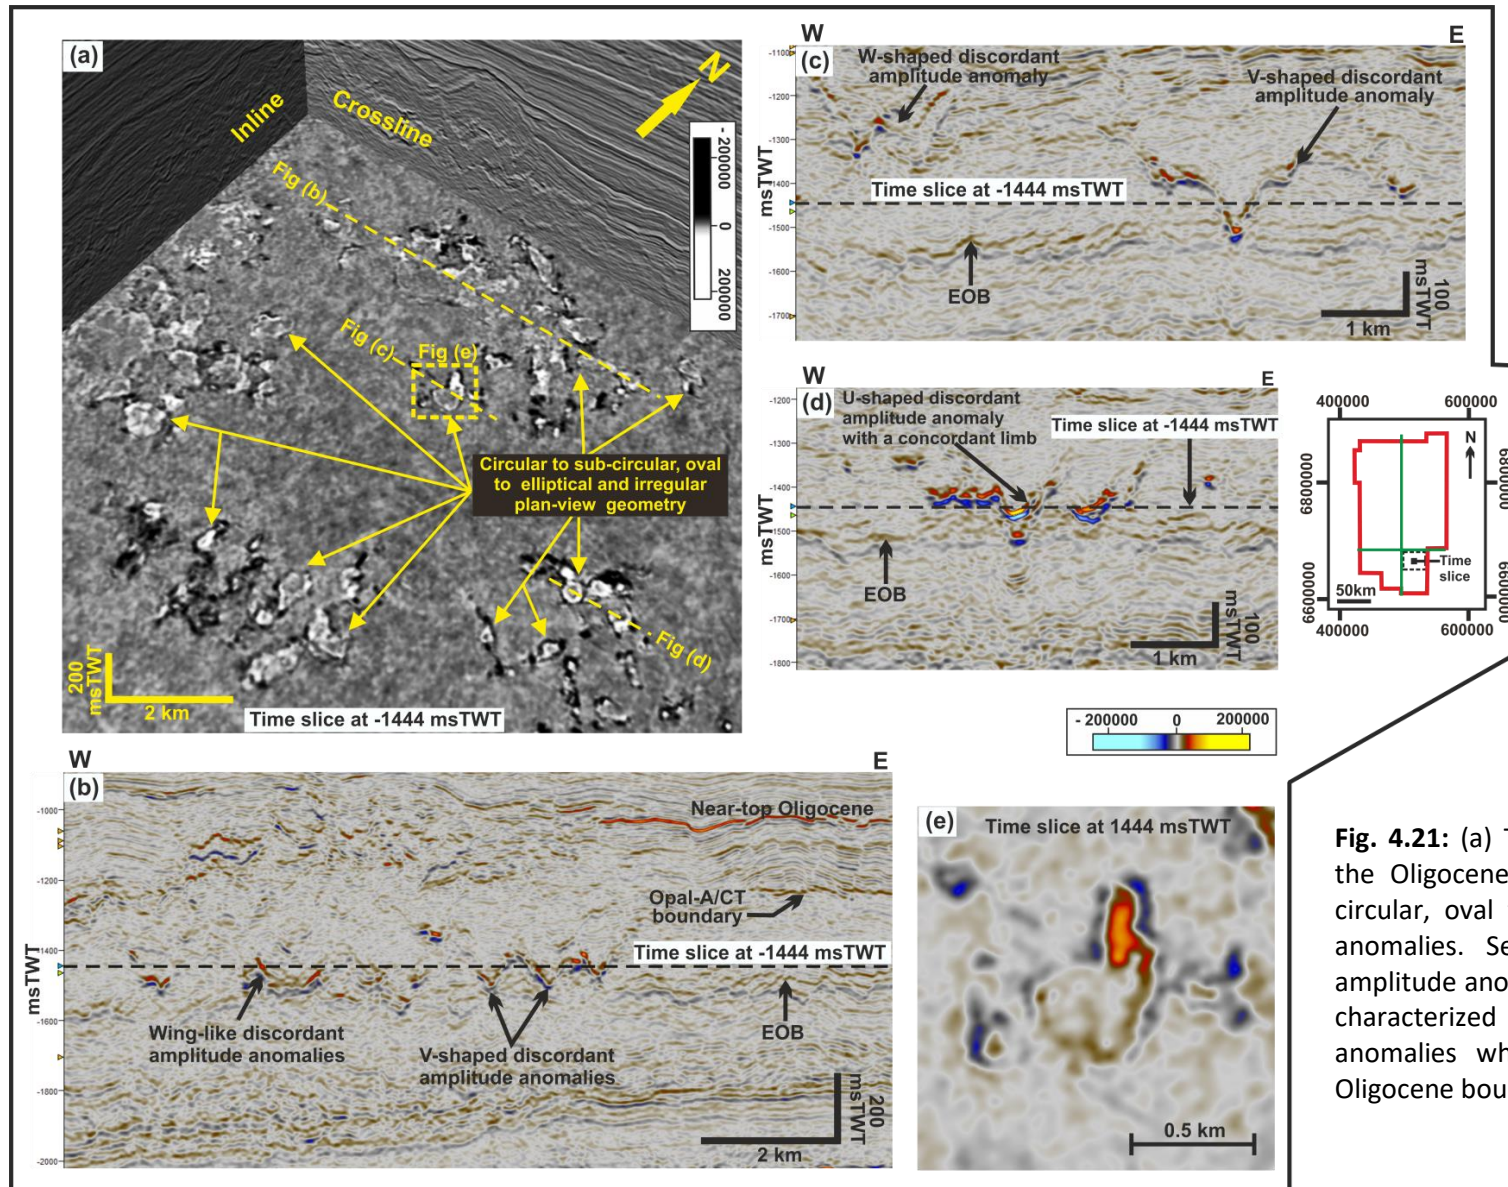 (a)
Inline
Crossline
N
- 200000
0
200000
Fig (b)
Fig (c)
Fig (e)
Circular to sub-circular, oval
to elliptical and irregular
plan-view geometry
Fig (d)
200
msTWT
2 km
Time slice at -1444 msTWT
W
E
(c)
W-shaped discordant
amplitude anomaly
V-shaped discordant
amplitude anomaly
-1100
-1200
-1300
-1400
-1500
-1600
-1700
msTWT
Time slice at -1444 msTWT
EOB
100
msTWT
1 km
W
E
(d)
U-shaped discordant
amplitude anomaly
with a concordant limb
Time slice at -1444 msTWT
-1200
-1300
-1400
-1500
-1600
-1700
-1800
msTWT
EOB
100
msTWT
1 km
400000
600000
N
6800000
6800000
Time
slice
50km
6600000
6600000
400000
600000
- 200000
0
200000
W
E
(b)
Near-top Oligocene
Opal-A/CT
boundary
-1000
-1200
-1400
-1600
-1800
-2000
msTWT
Time slice at -1444 msTWT
Wing-like discordant
amplitude anomalies
V-shaped discordant
amplitude anomalies
EOB
200
msTWT
2 km
(e)
Time slice at 1444 msTWT
0.5 km
Fig. 4.21: (a) T
the Oligocene
circular, oval
anomalies. Se
amplitude ano
characterized
anomalies wh
Oligocene bou